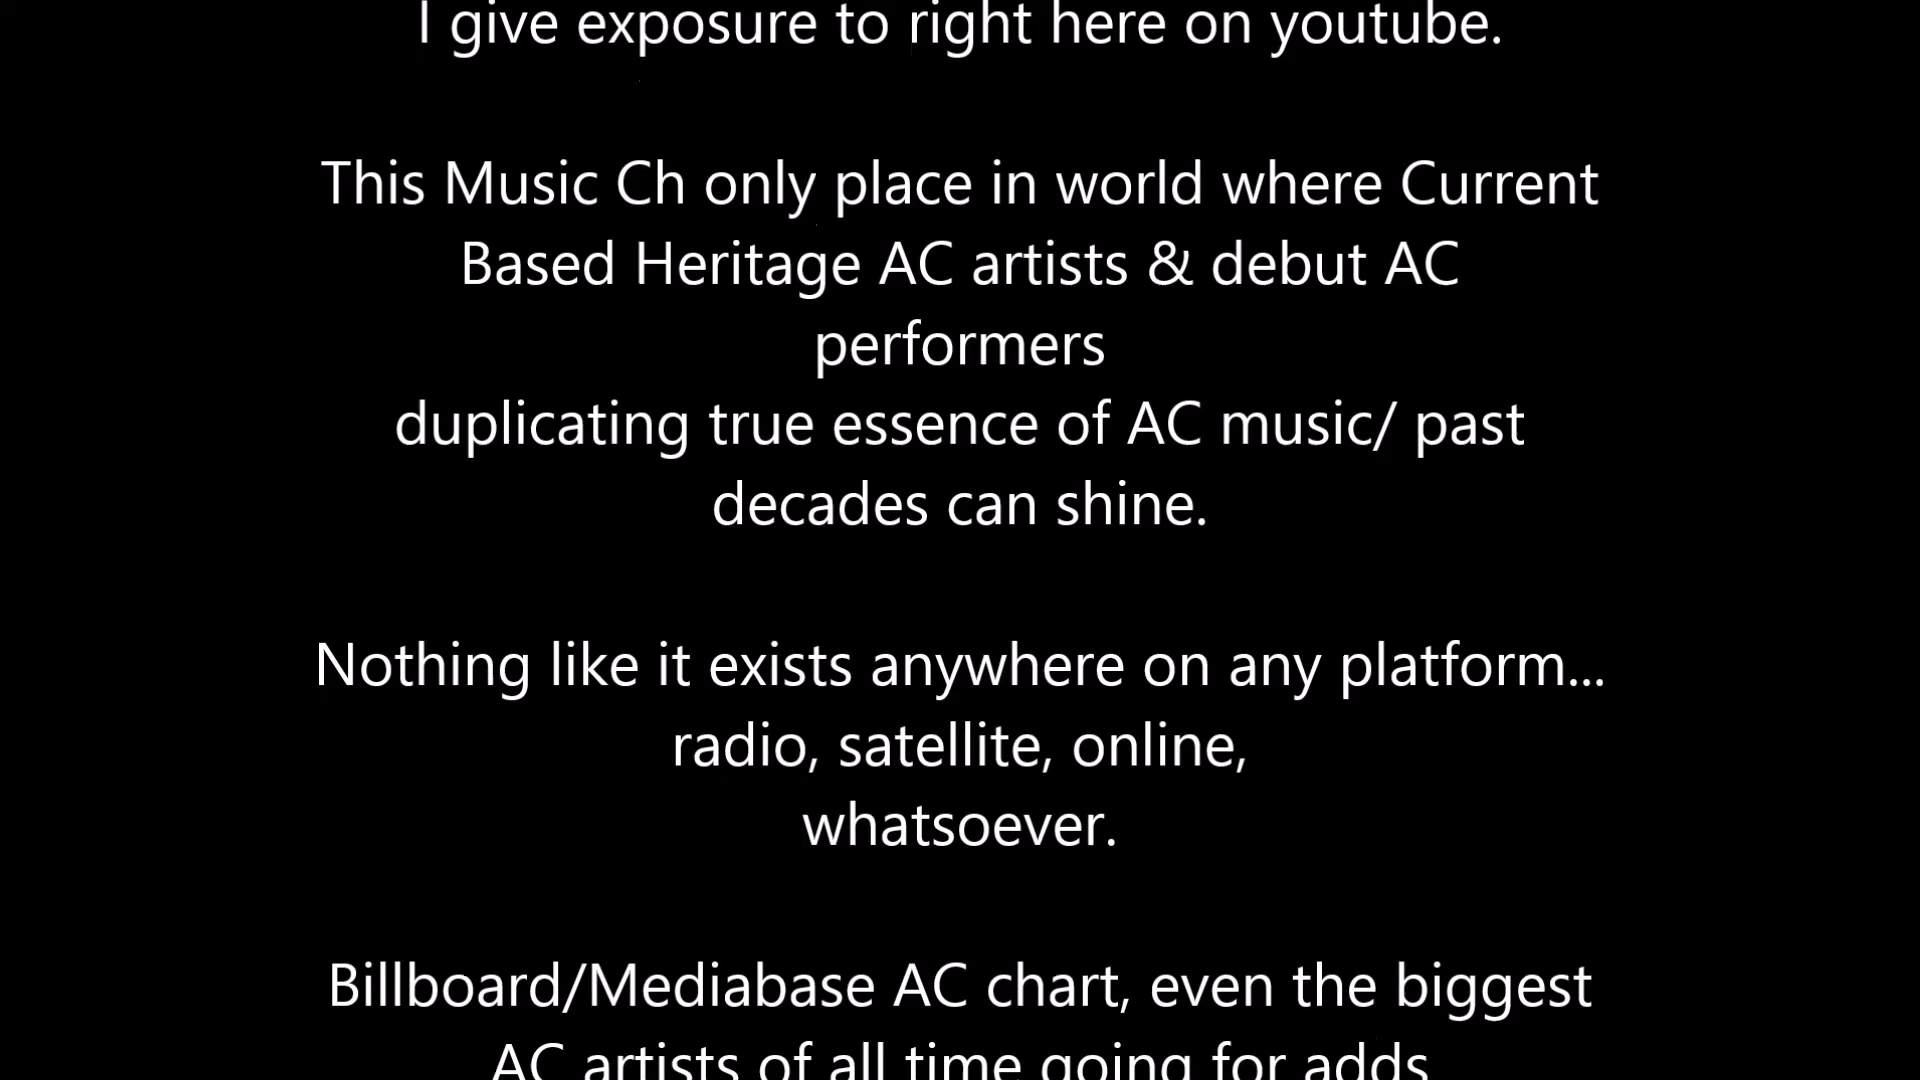 I give exposure to right here on youtube.
This Music Ch only place in world where Current
Based Heritage AC artists & debut AC
performers
duplicating true essence of AC music/ past
decades can shine.
Nothing like it exists anywhere on any platform...
radio, satellite, online,
whatsoever.
Billboard/Mediabase AC chart, even the biggest
AC artists of all time going for adds